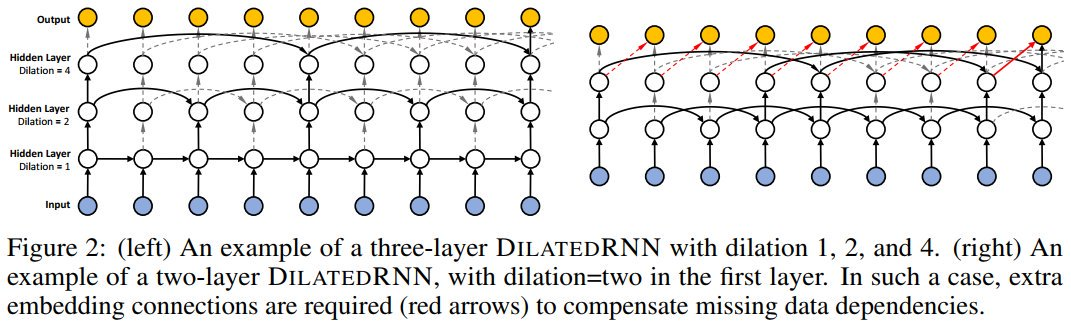 Output
Hidden Layer
Dilation = 4
Hidden Layer
Dilation = 2
Hidden Layer
Dilation = 1
Input
Figure 2: (left) An example of a three-layer DILATEDRNN with dilation 1, 2, and 4. (right) An
example of a two-layer DILATEDRNN, with dilation=two in the first layer. In such a case, extra
embedding connections are required (red arrows) to compensate missing data dependencies.